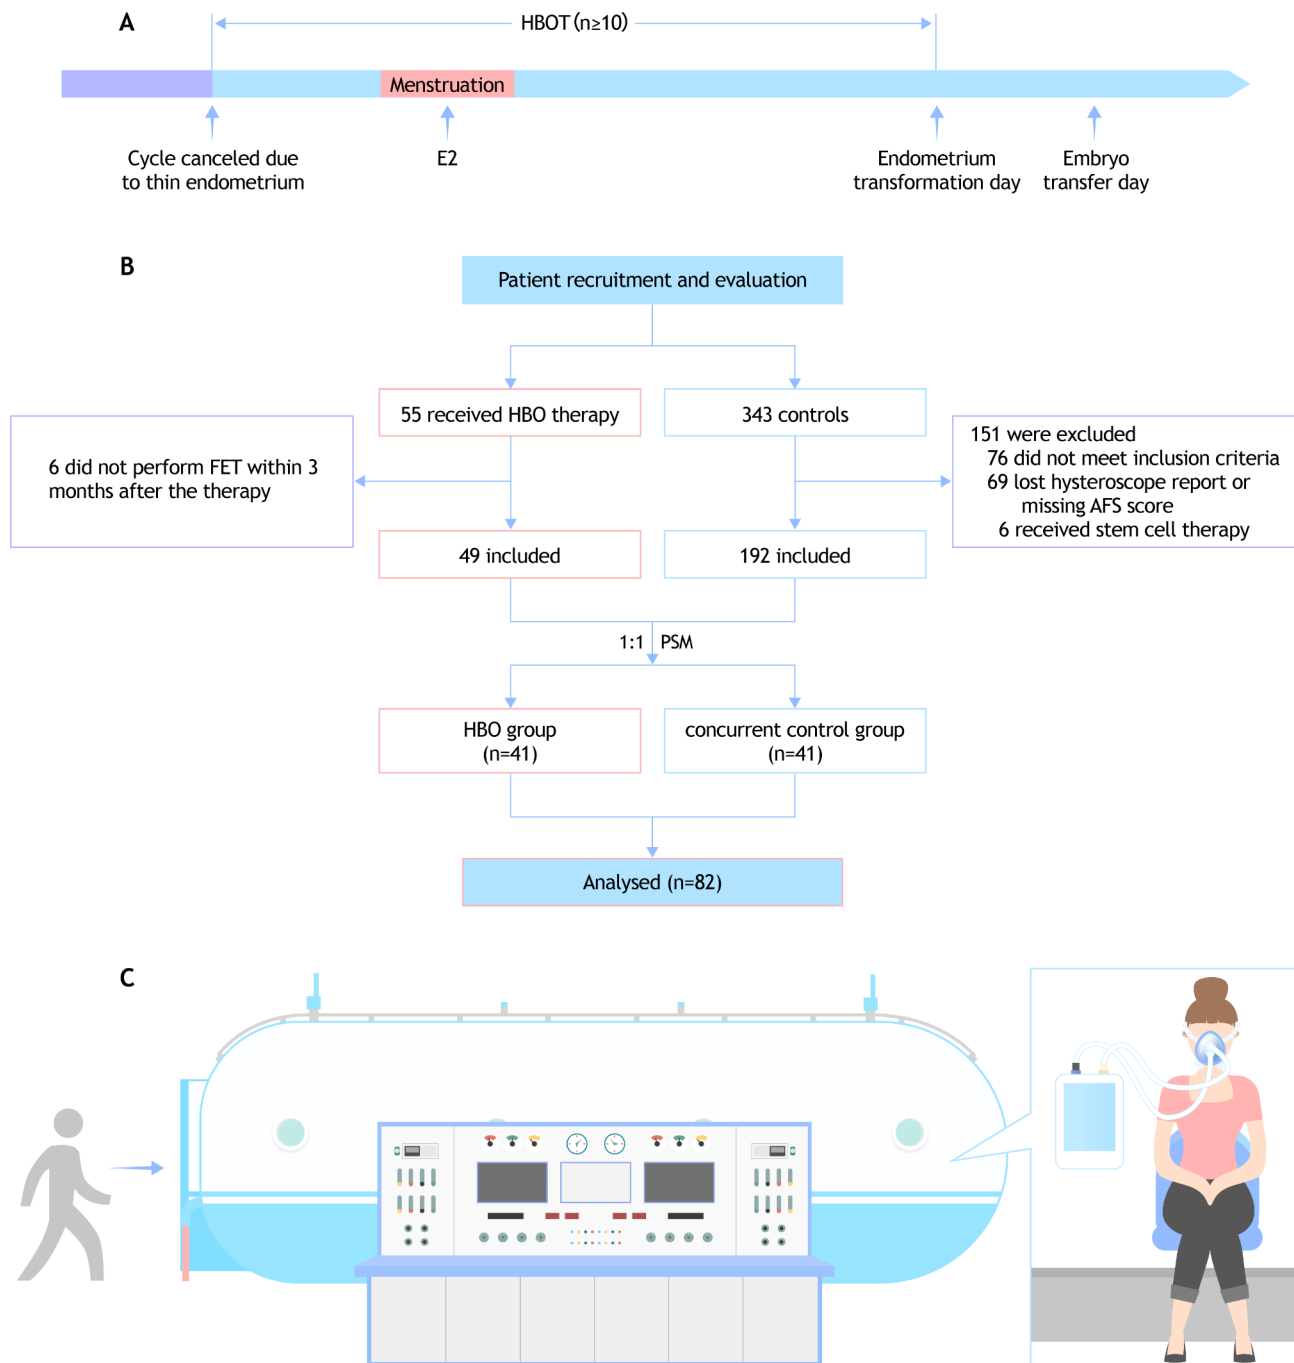 A
HBOT (n≥10)
Menstruation
Cycle canceled due
to thin endometrium
E2
Endometrium
transformation day
Embryo
transfer day
B
Patient recruitment and evaluation
55 received HBO therapy
343 controls
6 did not perform FET within 3
months after the therapy
151 were excluded
76 did not meet inclusion criteria
69 lost hysteroscope report or
missing AFS score
6 received stem cell therapy
49 included
192 included
1:1 PSM
HBO group
(n=41)
concurrent control group
(n=41)
Analysed (n=82)
C